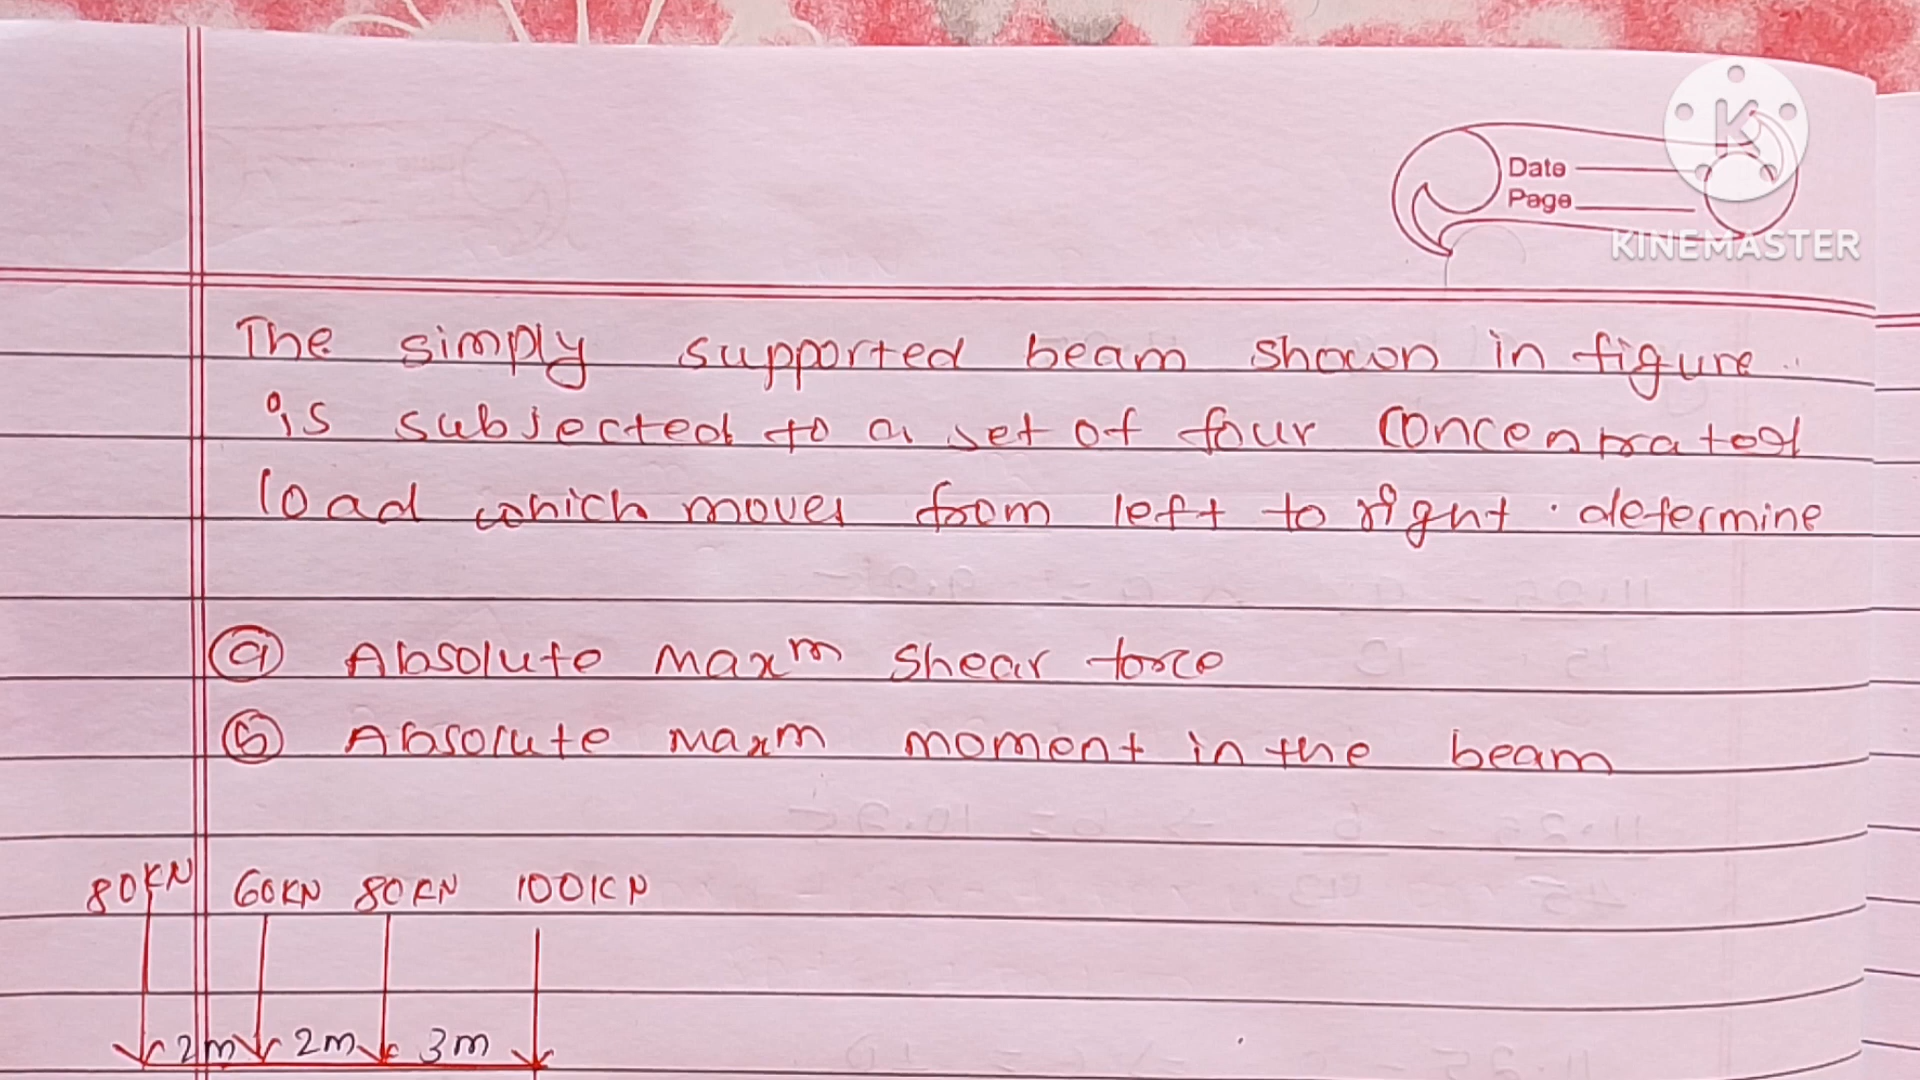 Date
Page
KINEMASTER
The simply supported beam shown in figure.
is subjected to a set of four concentrated
load which moves from left to right. determine
(a) Absolute maxm shear force
(b) Absolute maxm moment in the beam
80KN 60KN 80KN 100KN
2m 2m 3m